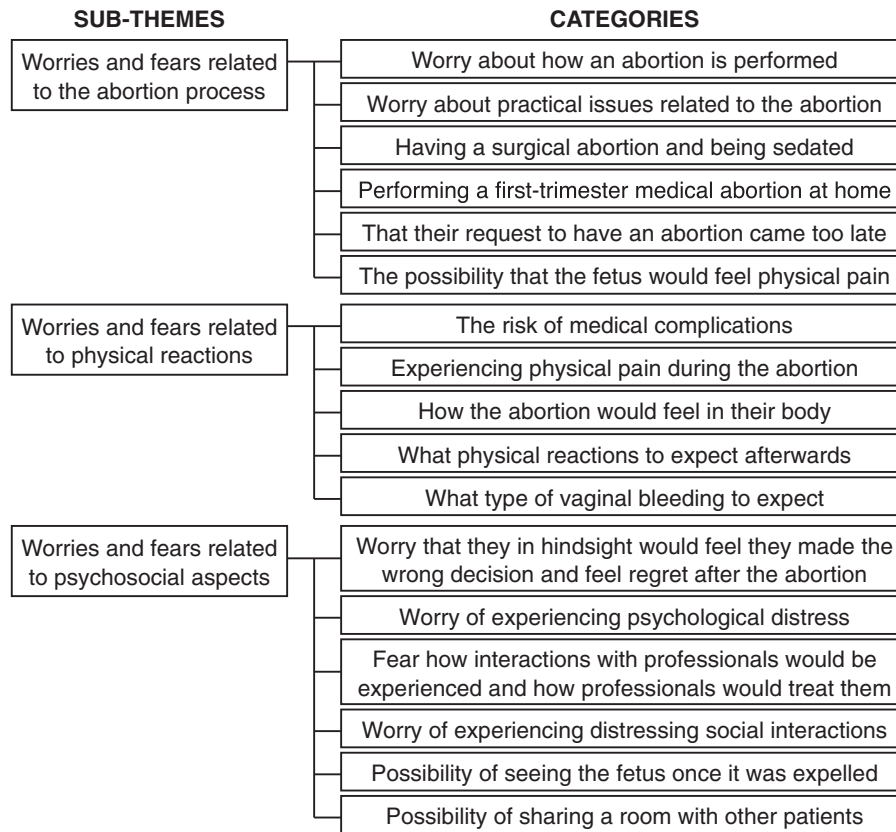 SUB-THEMES
CATEGORIES
Worries and fears related
to the abortion process
Worry about how an abortion is performed
Worry about practical issues related to the abortion
Having a surgical abortion and being sedated
Performing a first-trimester medical abortion at home
That their request to have an abortion came too late
The possibility that the fetus would feel physical pain
Worries and fears related
to physical reactions
The risk of medical complications
Experiencing physical pain during the abortion
How the abortion would feel in their body
What physical reactions to expect afterwards
What type of vaginal bleeding to expect
Worries and fears related
to psychosocial aspects
Worry that they in hindsight would feel they made the
wrong decision and feel regret after the abortion
Worry of experiencing psychological distress
Fear how interactions with professionals would be
experienced and how professionals would treat them
Worry of experiencing distressing social interactions
Possibility of seeing the fetus once it was expelled
Possibility of sharing a room with other patients